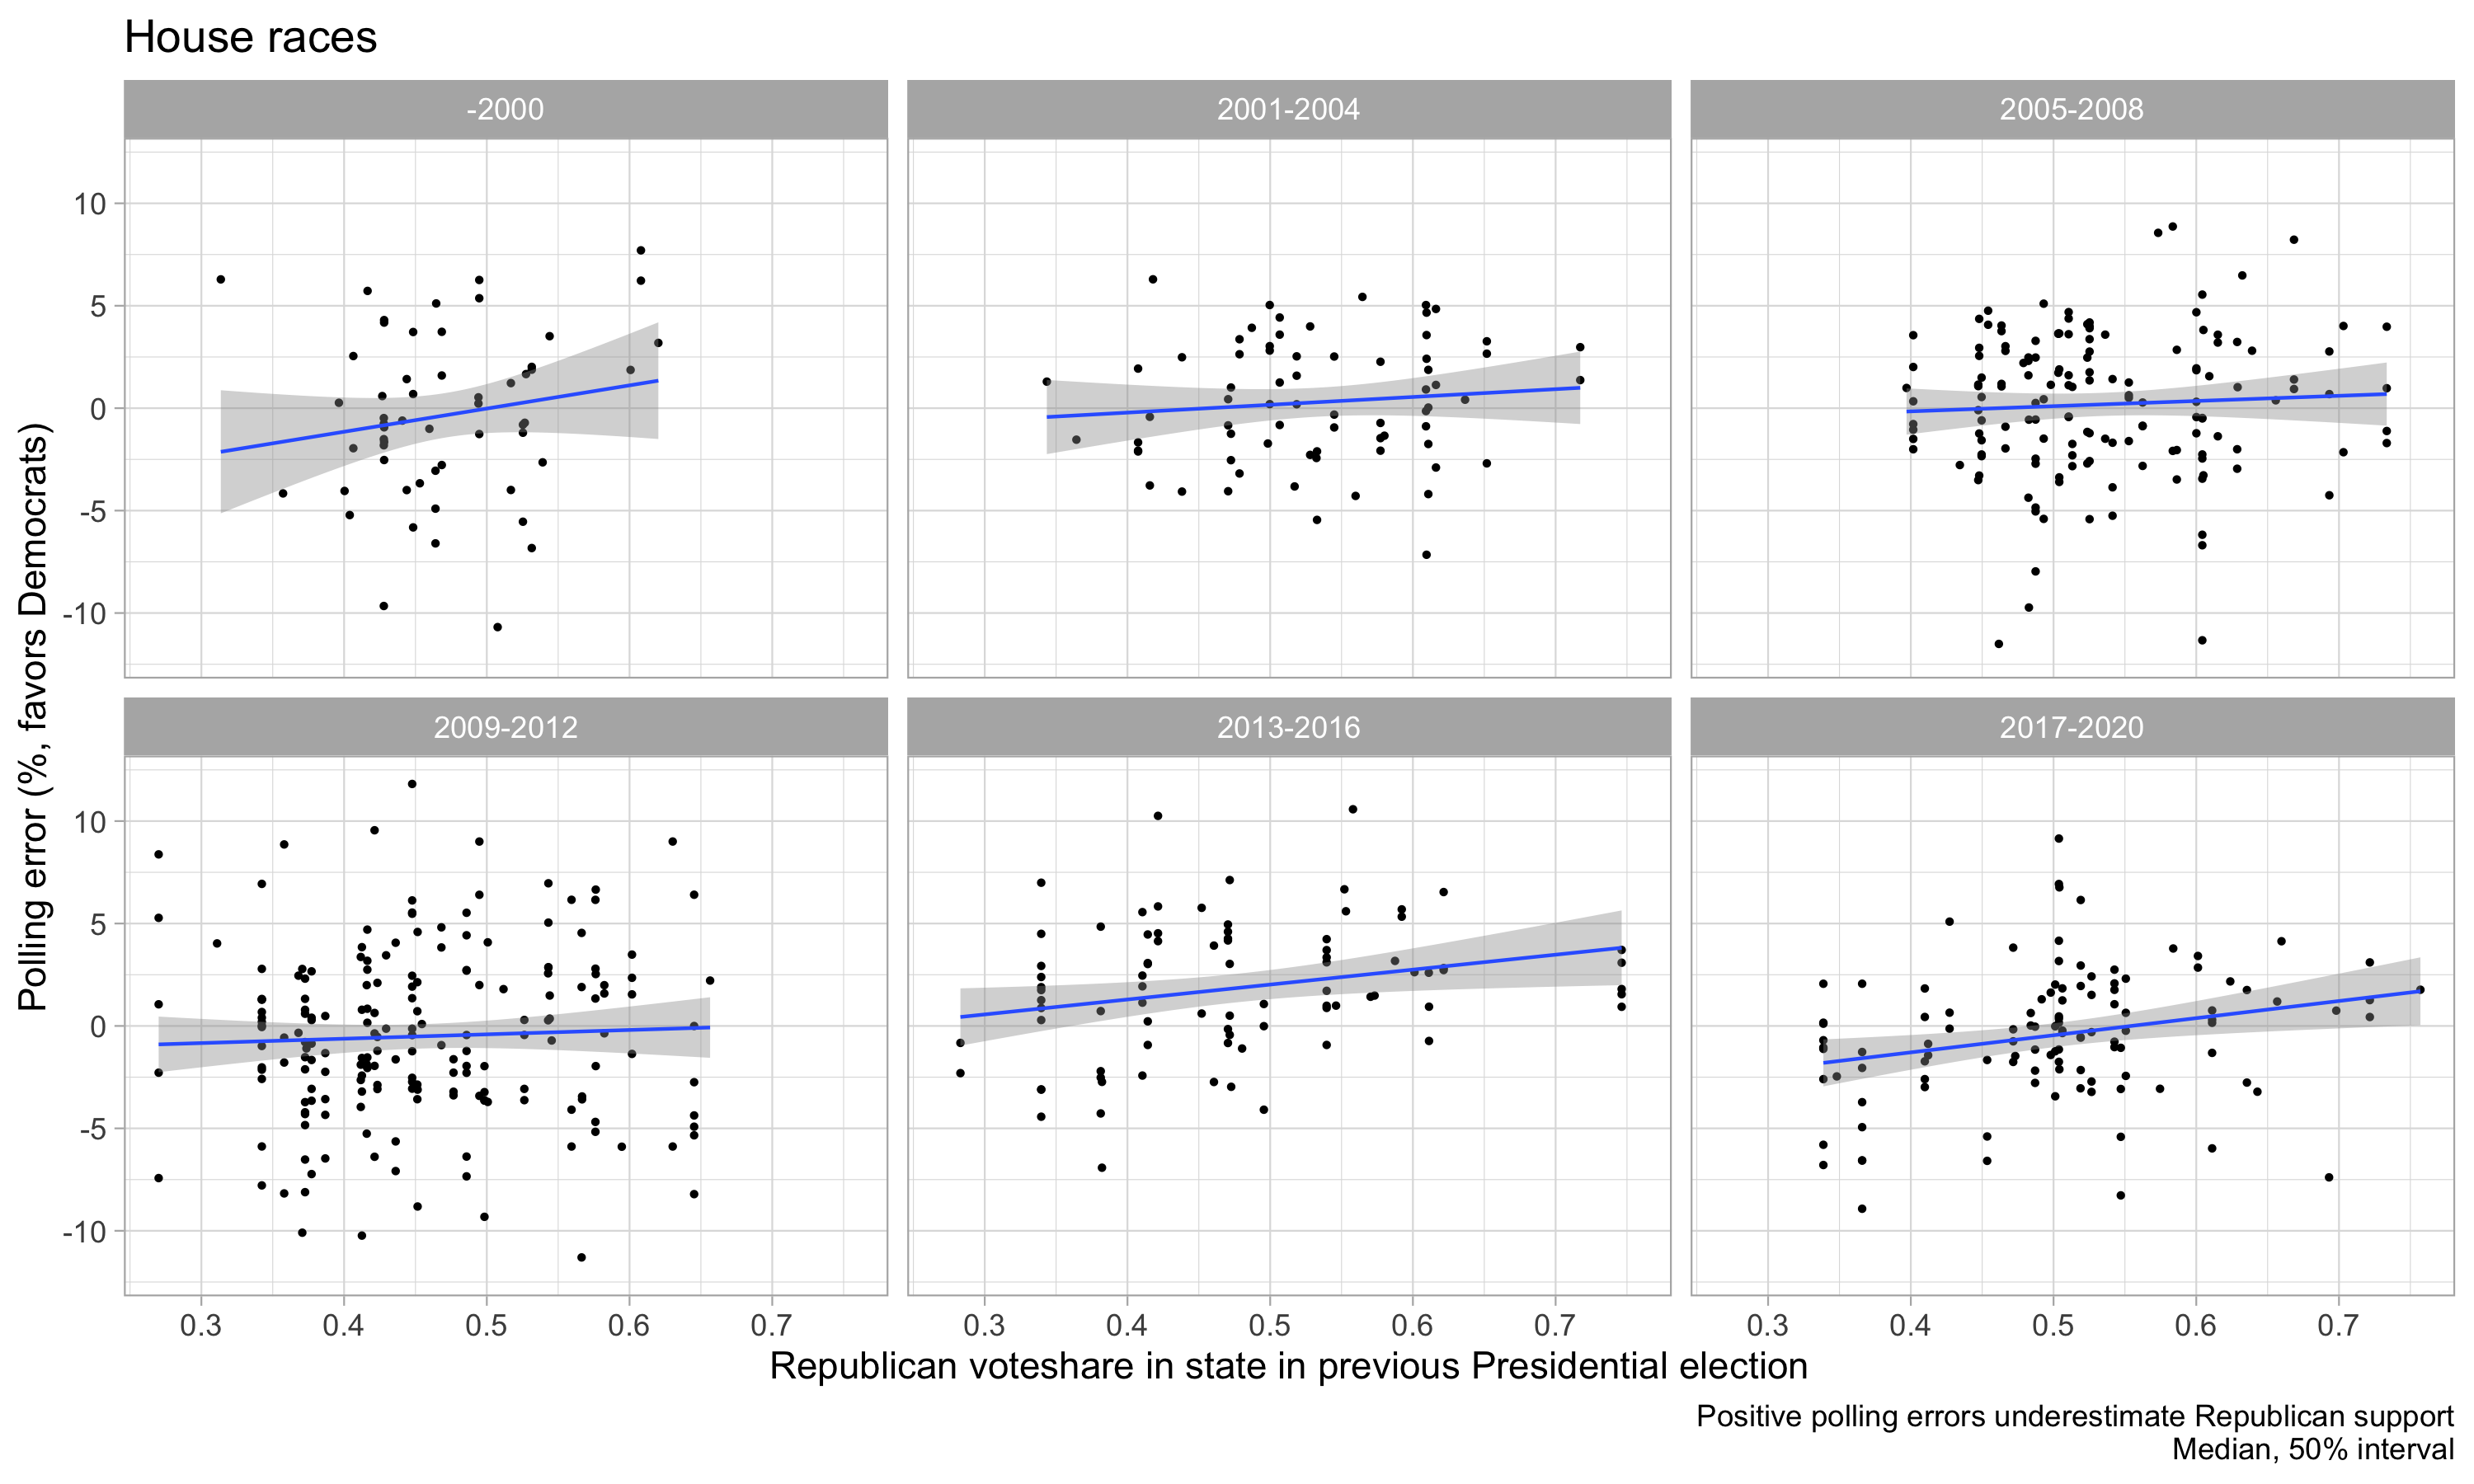 House races
-2000
2001-2004
2005-2008
10
5
0
-5
-10
2009-2012
2013-2016
2017-2020
10
5
0
-5
-10
Polling error (%, favors Democrats)
0.3 0.4 0.5 0.6 0.7
0.3 0.4 0.5 0.6 0.7
0.3 0.4 0.5 0.6 0.7
Republican voteshare in state in previous Presidential election
Positive polling errors underestimate Republican support
Median, 50% interval